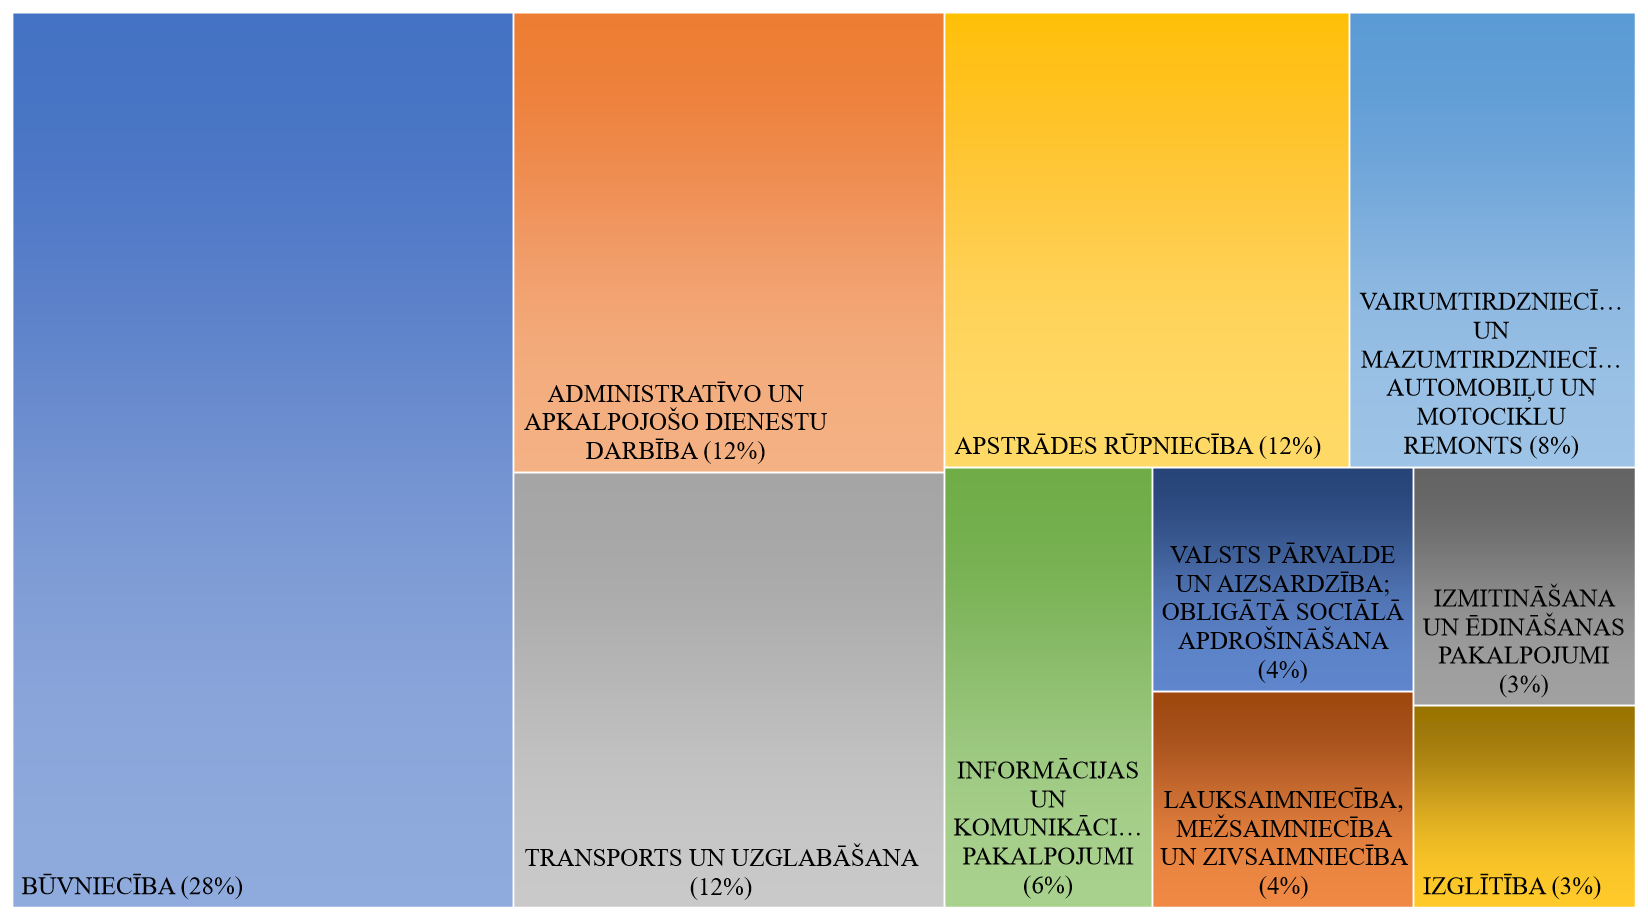 BŪVNIECĪBA (28%)
ADMINISTRATĪVO UN
APKALPOJOŠO DIENESTU
DARBĪBA (12%)
TRANSPORTS UN UZGLABĀŠANA
(12%)
APSTRĀDES RŪPNIECĪBA (12%)
VAIRUMTIRDZNIECĪ…
UN
MAZUMTIRDZNIECĪ…
AUTOMOBIĻU UN
MOTOCIKLU
REMONTS (8%)
INFORMĀCIJAS
UN
KOMUNIKĀCI…
PAKALPOJUMI
(6%)
VALSTS PĀRVALDE
UN AIZSARDZĪBA;
OBLIGĀTĀ SOCIĀLĀ
APDROŠINĀŠANA
(4%)
LAUKSAIMNIECĪBA,
MEŽSAIMNIECĪBA
UN ZIVSAIMNIECĪBA
(4%)
IZMITINĀŠANA
UN ĒDINĀŠANAS
PAKALPOJUMI
(3%)
IZGLĪTĪBA (3%)